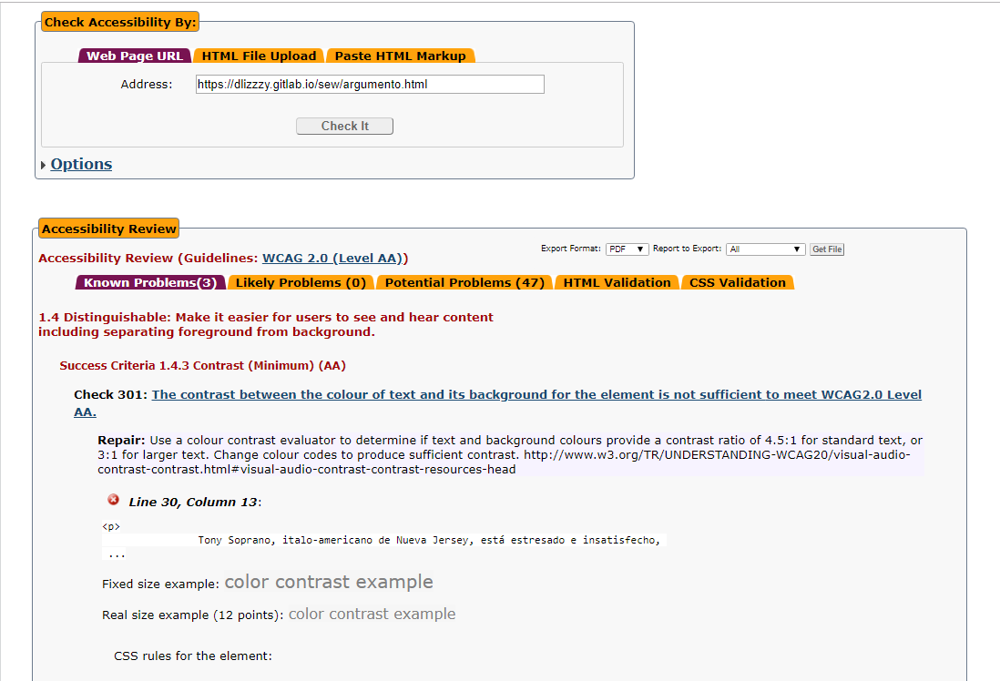 Check Accessibility By:
Web Page URL HTML File Upload Paste HTML Markup
Address: https://dlizzzy.gitlab.io/sew/argumento.html
Check It
Options
Accessibility Review
Export Format: PDF Report to Export: All Get File
Accessibility Review (Guidelines: WCAG 2.0 (Level AA))
Known Problems(3) Likely Problems (0) Potential Problems (47) HTML Validation CSS Validation
1.4 Distinguishable: Make it easier for users to see and hear content
including separating foreground from background.
Success Criteria 1.4.3 Contrast (Minimum) (AA)
Check 301: The contrast between the colour of text and its background for the element is not sufficient to meet WCAG2.0 Level
AA.
Repair: Use a colour contrast evaluator to determine if text and background colours provide a contrast ratio of 4.5:1 for standard text, or
3:1 for larger text. Change colour codes to produce sufficient contrast. http://www.w3.org/TR/UNDERSTANDING-WCAG20/visual-audio-
contrast-contrast.html#visual-audio-contrast-contrast-resources-head
Line 30, Column 13:
<p>
Tony Soprano, italo-americano de Nueva Jersey, está estresado e insatisfecho,
...
Fixed size example: color contrast example
Real size example (12 points): color contrast example
CSS rules for the element: